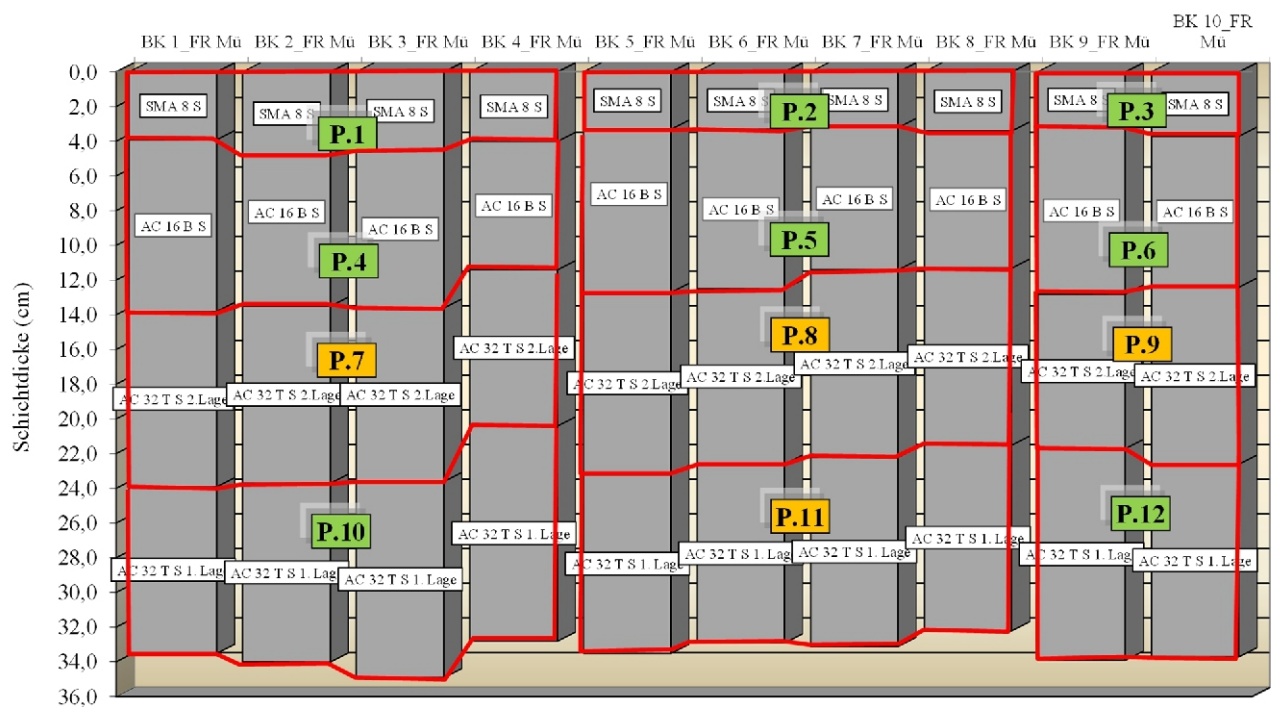 BK 1_FR Mü
BK 2_FR Mü
BK 3_FR Mü
BK 4_FR Mü
BK 5_FR Mü
BK 6_FR Mü
BK 7_FR Mü
BK 8_FR Mü
BK 9_FR Mü
BK 10_FR
Mü
Schichtdicke (cm)
0,0
2,0
4,0
6,0
8,0
10,0
12,0
14,0
16,0
18,0
20,0
22,0
24,0
26,0
28,0
30,0
32,0
34,0
36,0
SMA 8 S
SMA 8 S
SMA 8 S
SMA 8 S
SMA 8 S
SMA 8 S
SMA 8 S
SMA 8 S
SMA 8 S
SMA 8 S
P.1
P.2
P.3
AC 16 B S
AC 16 B S
AC 16 B S
AC 16 B S
AC 16 B S
AC 16 B S
AC 16 B S
AC 16 B S
AC 16 B S
AC 16 B S
P.4
P.5
P.6
P.7
P.8
P.9
AC 32 T S 2.Lage
AC 32 T S 2.Lage
AC 32 T S 2.Lage
AC 32 T S 2.Lage
AC 32 T S 2.Lage
AC 32 T S 2.Lage
AC 32 T S 2.Lage
AC 32 T S 2.Lage
AC 32 T S 2.Lage
AC 32 T S 2.Lage
P.10
P.11
P.12
AC 32 T S 1. Lage
AC 32 T S 1. Lage
AC 32 T S 1. Lage
AC 32 T S 1. Lage
AC 32 T S 1. Lage
AC 32 T S 1. Lage
AC 32 T S 1. Lage
AC 32 T S 1. Lage
AC 32 T S 1. Lage
AC 32 T S 1. Lage